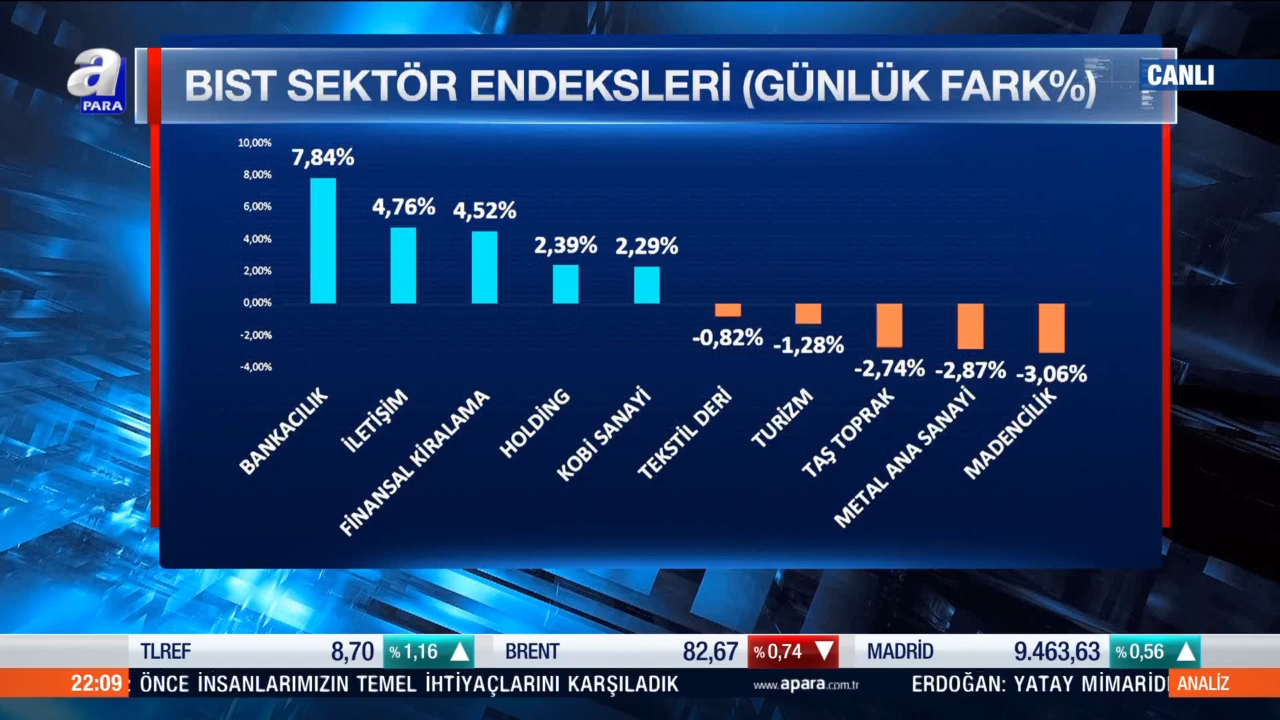 a
PARA
BIST SEKTÖR ENDEKSLERİ (GÜNLÜK FARK%)
CANLI
10,00%
8,00%
6,00%
4,00%
2,00%
0,00%
-2,00%
-4,00%
7,84%
4,76%
4,52%
2,39%
2,29%
-0,82%
-1,28%
-2,74%
-2,87%
-3,06%
BANKACILIK
İLETİŞİM
FİNANSAL KİRALAMA
HOLDİNG
KOBİ SANAYİ
TEKSTİL DERİ
TURİZM
TAŞ TOPRAK
METAL ANA SANAYİ
MADENCİLİK
TLREF 8,70 %1,16 BRENT 82,67 %0,74 MADRİD 9.463,63 %0,56
22:09 : ÖNCE İNSANLARIMIZIN TEMEL İHTİYAÇLARINI KARŞILADIK www.apara.com.tr ERDOĞAN: YATAY MİMARİD ANALİZ